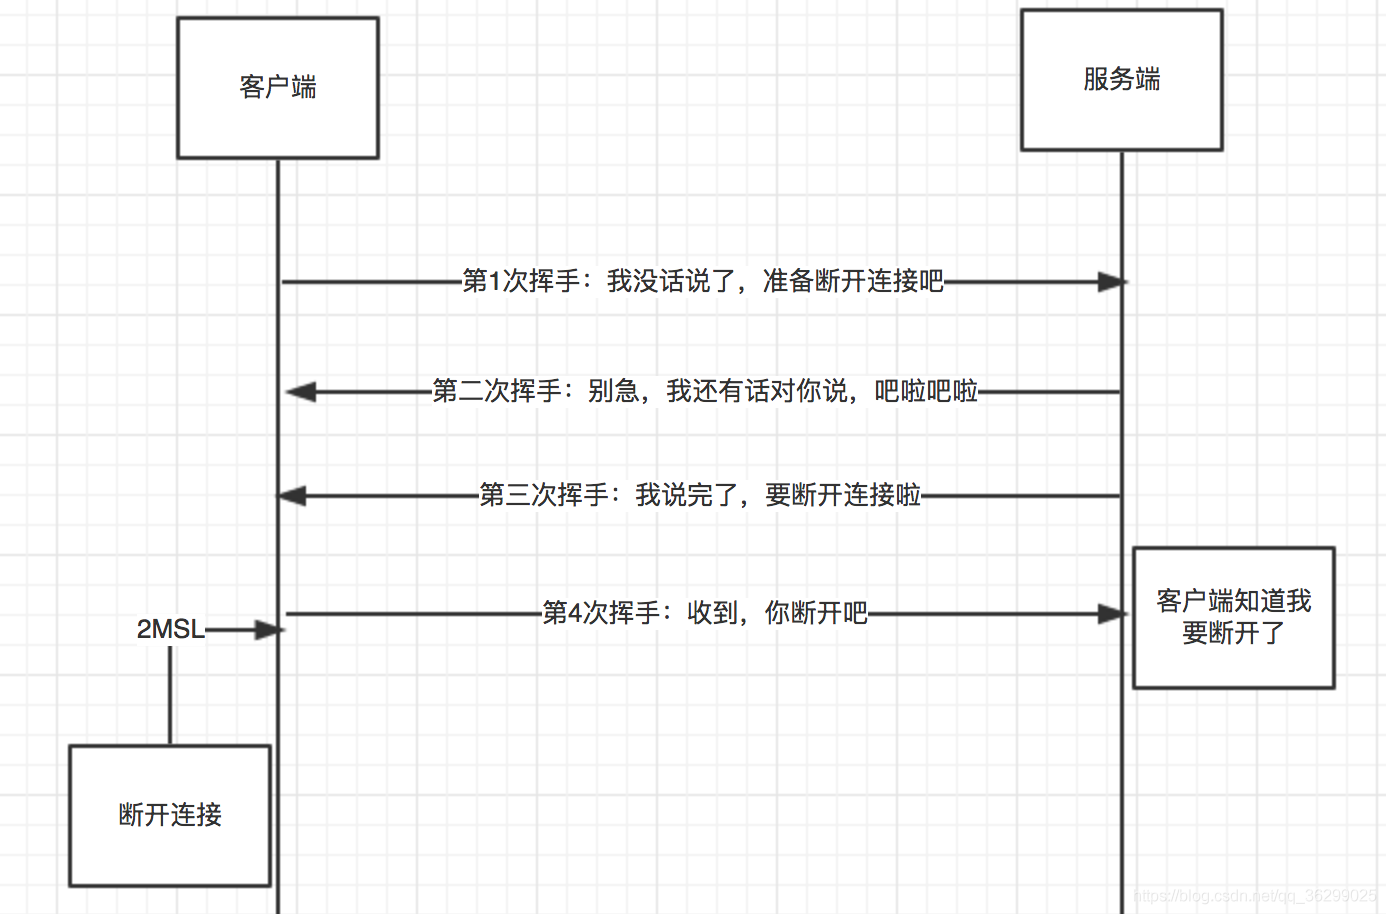 客户端
服务端
第1次挥手：我没话说了，准备断开连接吧
第二次挥手：别急，我还有话对你说，吧啦吧啦
第三次挥手：我说完了，要断开连接啦
第4次挥手：收到，你断开吧
客户端知道我
要断开了
2MSL
断开连接
https://blog.csdn.net/qq_36299025